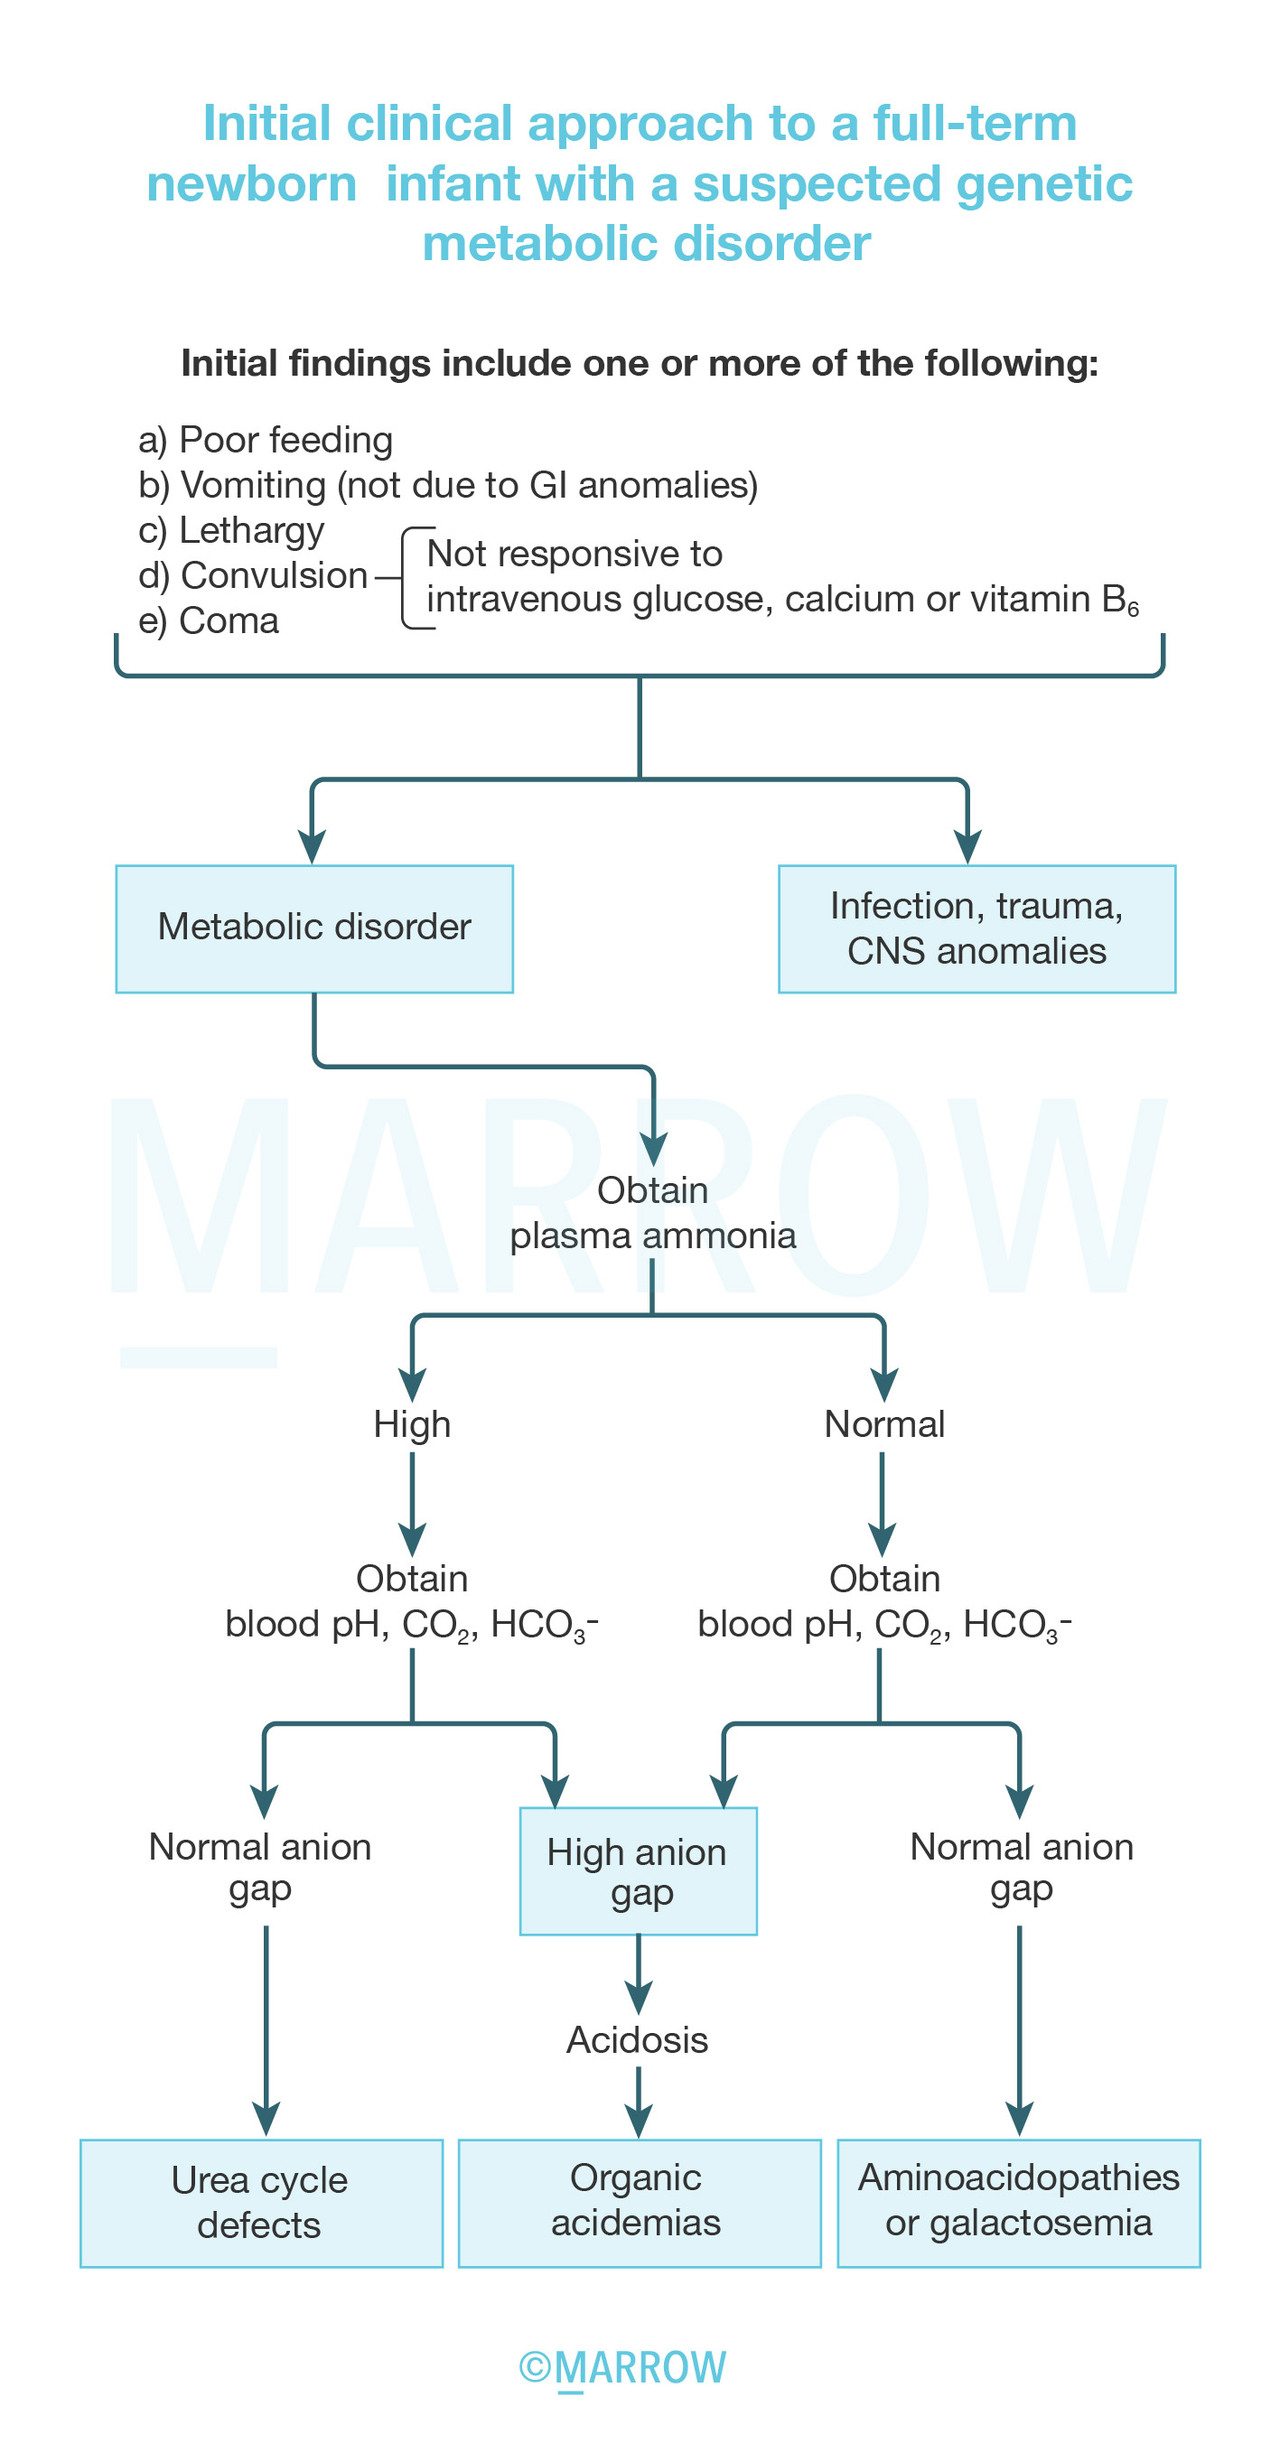 Initial clinical approach to a full-term
newborn infant with a suspected genetic
metabolic disorder
Initial findings include one or more of the following:
a) Poor feeding
b) Vomiting (not due to GI anomalies)
c) Lethargy
d) Convulsion
e) Coma
Not responsive to
intravenous glucose, calcium or vitamin B₆
Metabolic disorder
Infection, trauma,
CNS anomalies
MARROW
Obtain
plasma ammonia
High
Normal
Obtain
blood pH, CO₂, HCO₃⁻
Obtain
blood pH, CO₂, HCO₃⁻
Normal anion
gap
High anion
gap
Normal anion
gap
Acidosis
Urea cycle
defects
Organic
acidemias
Aminoacidopathies
or galactosemia
©MARROW